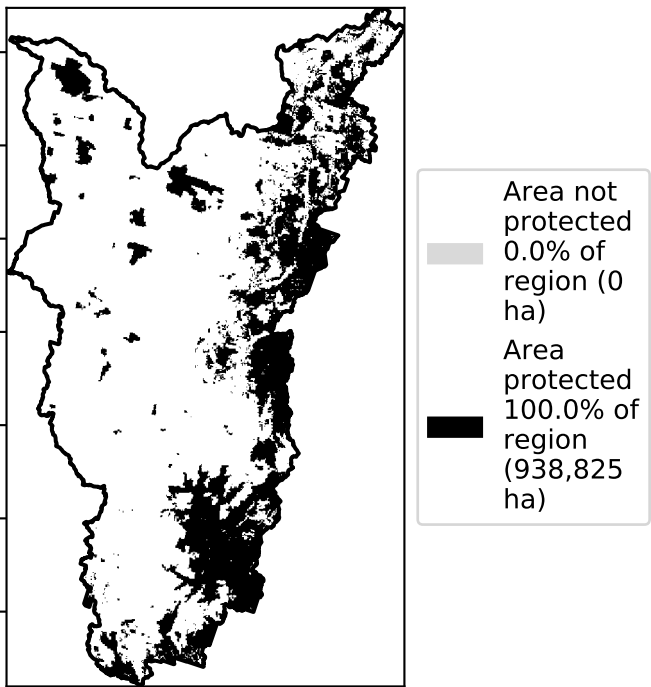 Area not
protected
0.0% of
region (0
ha)
Area
protected
100.0% of
region
(938,825
ha)